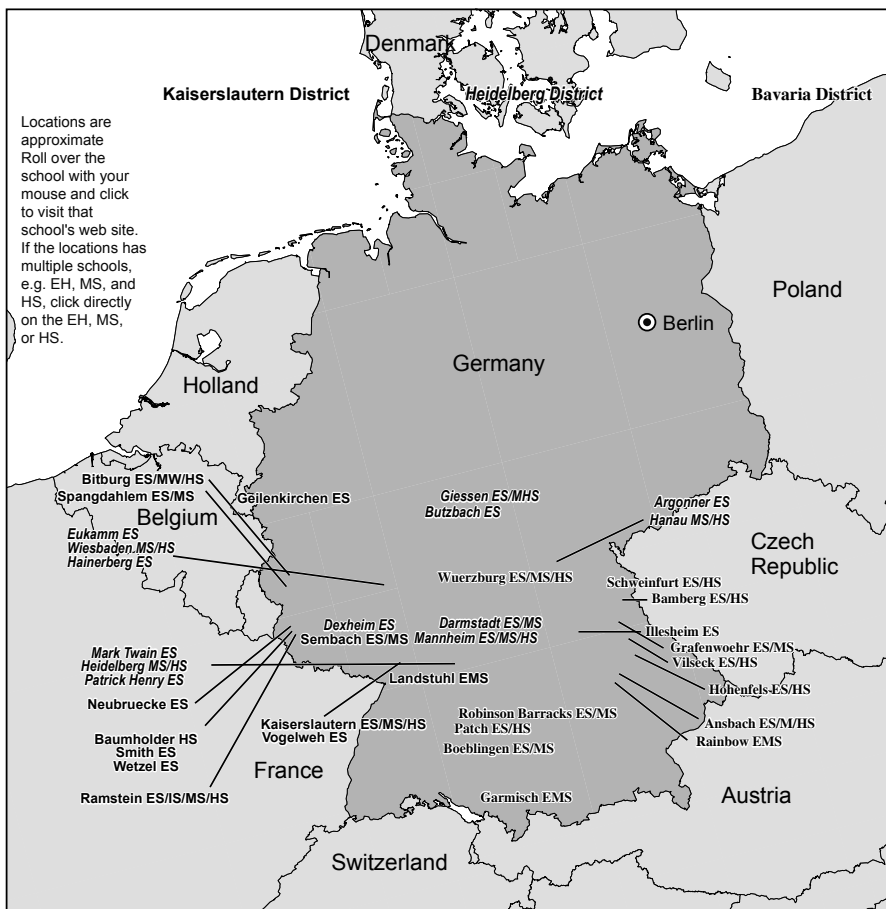 Denmark
Kaiserslautern District
Heidelberg District
Bavaria District
Locations are
approximate
Roll over the
school with your
mouse and click
to visit that
school's web site.
If the locations has
multiple schools,
e.g. EH, MS, and
HS, click directly
on the EH, MS,
or HS.
Poland
Berlin
Germany
Holland
Bitburg ES/MW/HS
Spangdahlem ES/MS
Geilenkirchen ES
Belgium
Giessen ES/MHS
Butzbach ES
Argonner ES
Hanau MS/HS
Eukamm ES
Wiesbaden MS/HS
Hainerberg ES
Czech
Republic
Wuerzburg ES/MS/HS
Schweinfurt ES/HS
Bamberg ES/HS
Dexheim ES
Sembach ES/MS
Darmstadt ES/MS
Mannheim ES/MS/HS
Illesheim ES
Grafenwoehr ES/MS
Vilseck ES/HS
Mark Twain ES
Heidelberg MS/HS
Patrick Henry ES
Landstuhl EMS
Hohenfels ES/HS
Neubruecke ES
Kaiserslautern ES/MS/HS
Vogelweh ES
Robinson Barracks ES/MS
Patch ES/HS
Boeblingen ES/MS
Ansbach ES/M/HS
Rainbow EMS
Baumholder HS
Smith ES
Wetzel ES
France
Ramstein ES/IS/MS/HS
Garmisch EMS
Austria
Switzerland